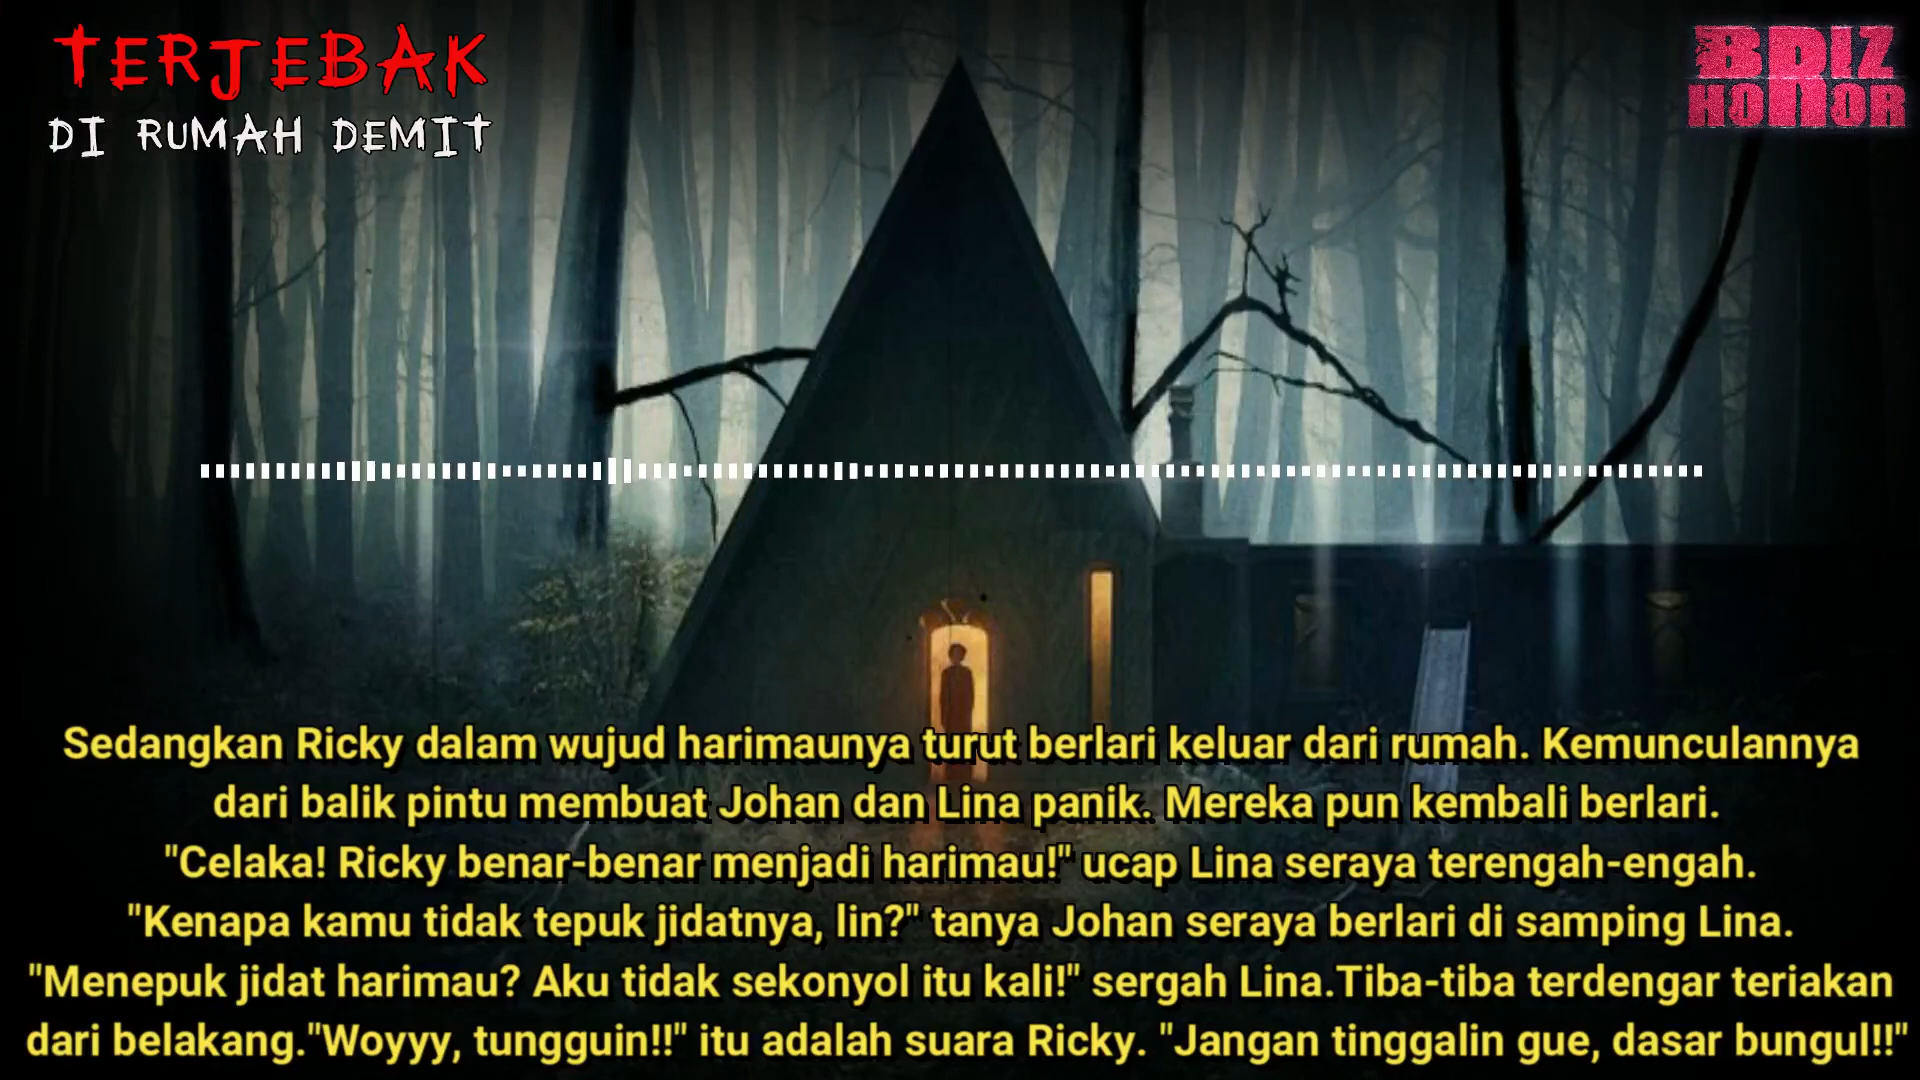 TERJEBAK
DI RUMAH DEMIT
BDIZ
HORROR
Sedangkan Ricky dalam wujud harimaunya turut berlari keluar dari rumah. Kemunculannya
dari balik pintu membuat Johan dan Lina panik. Mereka pun kembali berlari.
"Celaka! Ricky benar-benar menjadi harimau!" ucap Lina seraya terengah-engah.
"Kenapa kamu tidak tepuk jidatnya, lin?" tanya Johan seraya berlari di samping Lina.
"Menepuk jidat harimau? Aku tidak sekonyol itu kali!" sergah Lina.Tiba-tiba terdengar teriakan
dari belakang."Woyyy, tungguin!!" itu adalah suara Ricky. "Jangan tinggalin gue, dasar bungul!!"